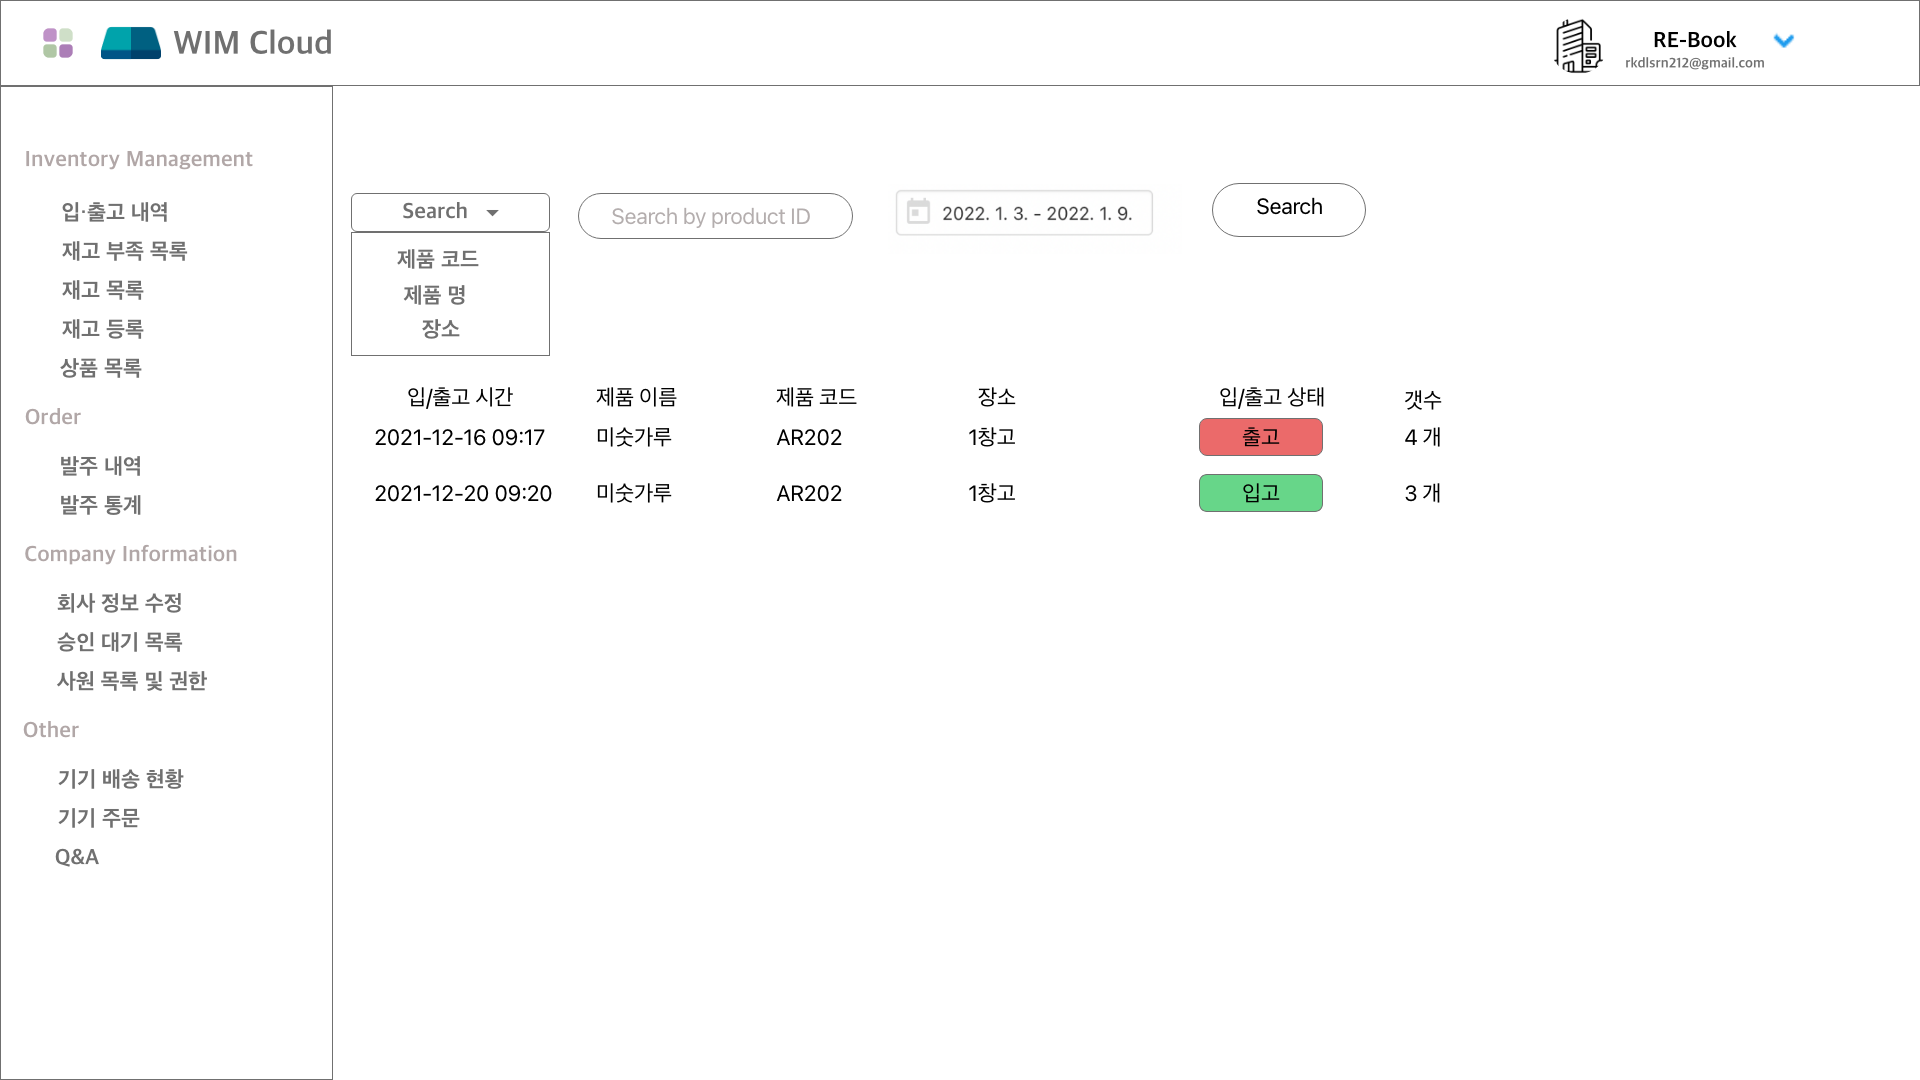 WIM Cloud
RE-Book
rkdlsrn212@gmail.com
Inventory Management
입·출고 내역
재고 부족 목록
재고 목록
재고 등록
상품 목록
Order
발주 내역
발주 통계
Company Information
회사 정보 수정
승인 대기 목록
사원 목록 및 권한
Other
기기 배송 현황
기기 주문
Q&A
Search
Search by product ID
2022. 1. 3. - 2022. 1. 9.
Search
제품 코드
제품 명
장소
입/출고 시간 제품 이름 제품 코드 장소 입/출고 상태 갯수
2021-12-16 09:17 미숫가루 AR202 1창고 출고 4 개
2021-12-20 09:20 미숫가루 AR202 1창고 입고 3 개